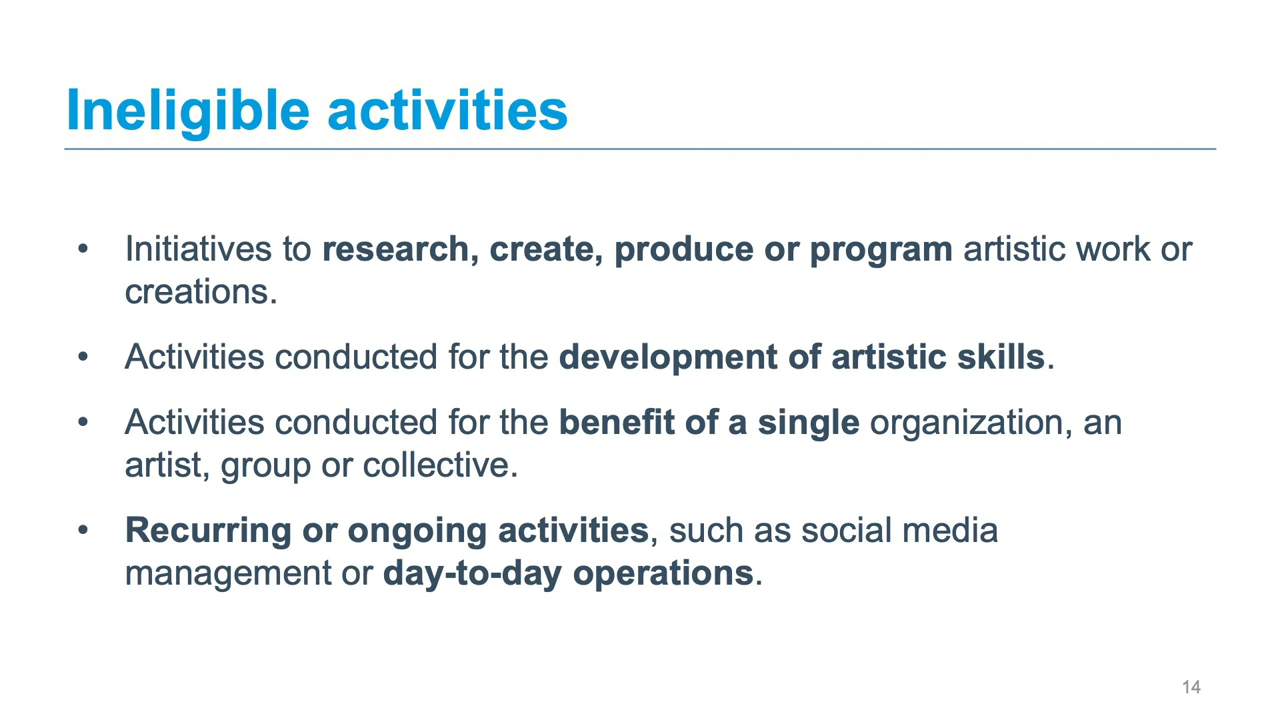 Ineligible activities
• Initiatives to research, create, produce or program artistic work or
creations.
• Activities conducted for the development of artistic skills.
• Activities conducted for the benefit of a single organization, an
artist, group or collective.
• Recurring or ongoing activities, such as social media
management or day-to-day operations.
14